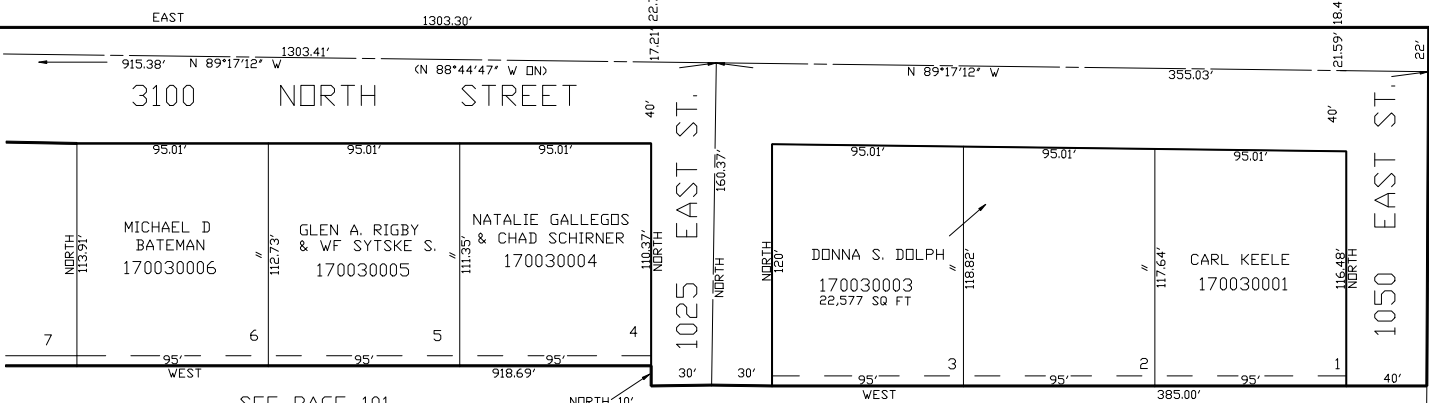 EAST
1303.30'
17.21'
21.59'
22'
1303.41'
915.38' N 89°17'12" W
(N 88°44'47" W ON)
N 89°17'12" W
355.03'
3100 NORTH STREET
40'
40'
1025 EAST ST.
1050 EAST ST.
95.01'
95.01'
95.01'
95.01'
95.01'
95.01'
160.37'
NORTH
NORTH
113.91'
MICHAEL D
BATEMAN
170030006
"
112.73'
GLEN A. RIGBY
& WF SYTSKE S.
170030005
"
111.35'
NATALIE GALLEGOS
& CHAD SCHIRNER
170030004
110.37'
NORTH
NORTH
120'
DONNA S. DOLPH
170030003
22,577 SQ FT
"
118.82'
"
117.64'
CARL KEELE
170030001
116.48'
NORTH
7
6
5
4
3
2
1
95'
95'
95'
30'
30'
95'
95'
95'
40'
WEST
918.69'
WEST
385.00'
SEE PAGE 101
NORTH 10'